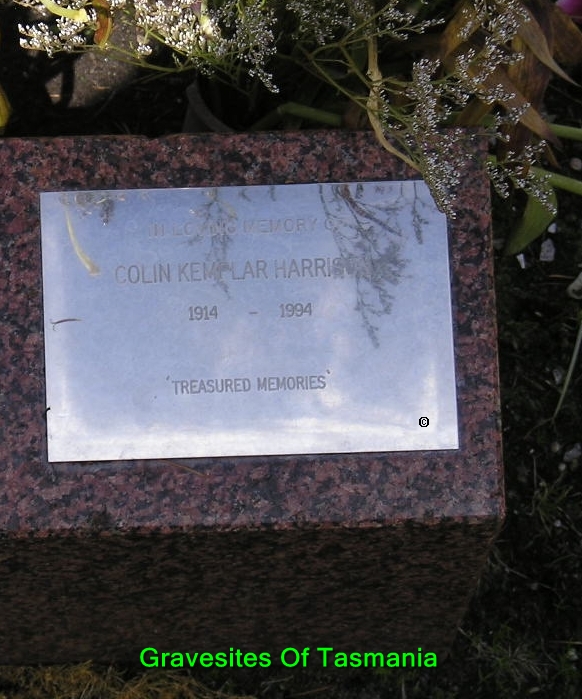 IN LOVING MEMORY OF
COLIN KEMPLAR HARRISON
1914 - 1994
'TREASURED MEMORIES'
©
Gravesites Of Tasmania